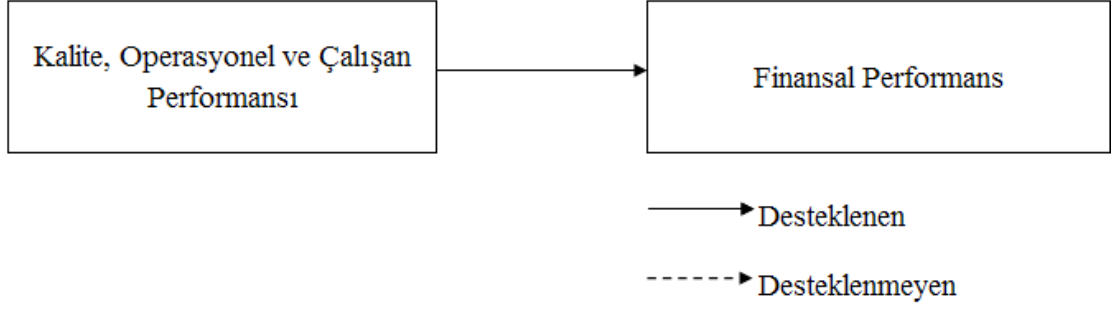 Kalite, Operasyonel ve Çalışan
Performansı
Finansal Performans
Desteklenen
Desteklenmeyen